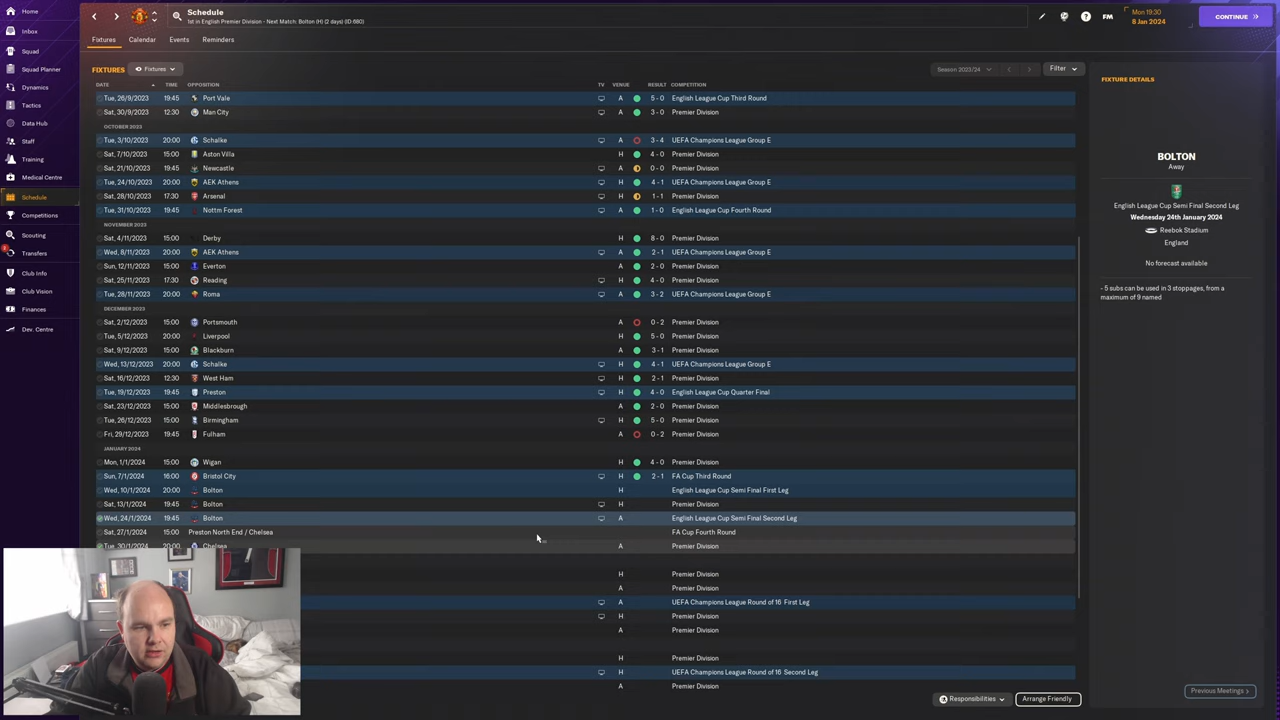 Home
Inbox
Squad
Squad Planner
Dynamics
Tactics
Data Hub
Staff
Training
Medical Centre
Schedule
Competitions
Scouting
Transfers
Club Info
Club Vision
Finances
Dev. Centre
Schedule
1st in English Premier Division - Next Match: Bolton (H) (2 days) (ID:680)
FM
Mon 19:30
8 Jan 2024
CONTINUE
Fixtures Calendar Events Reminders
FIXTURES Fixtures
Season 2023/24 Filter
DATE TIME OPPOSITION TV VENUE RESULT COMPETITION
Tue, 26/9/2023 19:45 Port Vale A 5 - 0 English League Cup Third Round
Sat, 30/9/2023 12:30 Man City A 3 - 0 Premier Division
OCTOBER 2023
Tue, 3/10/2023 20:00 Schalke A 3 - 4 UEFA Champions League Group E
Sat, 7/10/2023 15:00 Aston Villa H 4 - 0 Premier Division
Sat, 21/10/2023 19:45 Newcastle A 0 - 0 Premier Division
Tue, 24/10/2023 20:00 AEK Athens H 4 - 1 UEFA Champions League Group E
Sat, 28/10/2023 17:30 Arsenal H 1 - 1 Premier Division
Tue, 31/10/2023 19:45 Nottm Forest A 1 - 0 English League Cup Fourth Round
NOVEMBER 2023
Sat, 4/11/2023 15:00 Derby H 8 - 0 Premier Division
Wed, 8/11/2023 20:00 AEK Athens A 2 - 1 UEFA Champions League Group E
Sun, 12/11/2023 15:00 Everton A 2 - 0 Premier Division
Sat, 25/11/2023 17:30 Reading H 4 - 0 Premier Division
Tue, 28/11/2023 20:00 Roma A 3 - 2 UEFA Champions League Group E
DECEMBER 2023
Sat, 2/12/2023 15:00 Portsmouth A 0 - 2 Premier Division
Tue, 5/12/2023 20:00 Liverpool H 5 - 0 Premier Division
Sat, 9/12/2023 15:00 Blackburn A 3 - 1 Premier Division
Wed, 13/12/2023 20:00 Schalke H 4 - 1 UEFA Champions League Group E
Sat, 16/12/2023 12:30 West Ham H 2 - 1 Premier Division
Tue, 19/12/2023 19:45 Preston H 4 - 0 English League Cup Quarter Final
Sat, 23/12/2023 15:00 Middlesbrough A 2 - 0 Premier Division
Tue, 26/12/2023 15:00 Birmingham H 5 - 0 Premier Division
Fri, 29/12/2023 19:45 Fulham A 0 - 2 Premier Division
JANUARY 2024
Mon, 1/1/2024 15:00 Wigan H 4 - 0 Premier Division
Sun, 7/1/2024 16:00 Bristol City H 2 - 1 FA Cup Third Round
Wed, 10/1/2024 20:00 Bolton H English League Cup Semi Final First Leg
Sat, 13/1/2024 19:45 Bolton H Premier Division
Wed, 24/1/2024 19:45 Bolton A English League Cup Semi Final Second Leg
Sat, 27/1/2024 15:00 Preston North End / Chelsea FA Cup Fourth Round
Tue, 30/1/2024 20:00 Chelsea A Premier Division
H Premier Division
A Premier Division
A UEFA Champions League Round of 16 First Leg
H Premier Division
A Premier Division
H Premier Division
H UEFA Champions League Round of 16 Second Leg
A Premier Division
Responsibilities Arrange Friendly
FIXTURE DETAILS
BOLTON
Away
English League Cup Semi Final Second Leg
Wednesday 24th January 2024
Reebok Stadium
England
No forecast available
- 5 subs can be used in 3 stoppages, from a
maximum of 9 named
Previous Meetings >